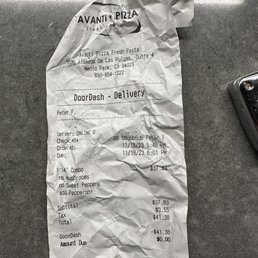 AVANTI PIZZA
Avanti Pizza Fresh Pasta
Alameda De Las Pulgas, Suite 4
Menlo Park, CA 94025
650-854-1222
DoorDash - Delivery
Peter F.
Server: ONLINE O
Check #84
Ordered: 11/18/23 5:46 PM
11/18/23 6:01 PM
1 14" Combo $37.83
no Mushrooms
no Sweet Peppers
add Pepperoni
Subtotal $37.83
Tax $3.55
Total $41.38
DoorDash -$41.38
Amount Due $0.00